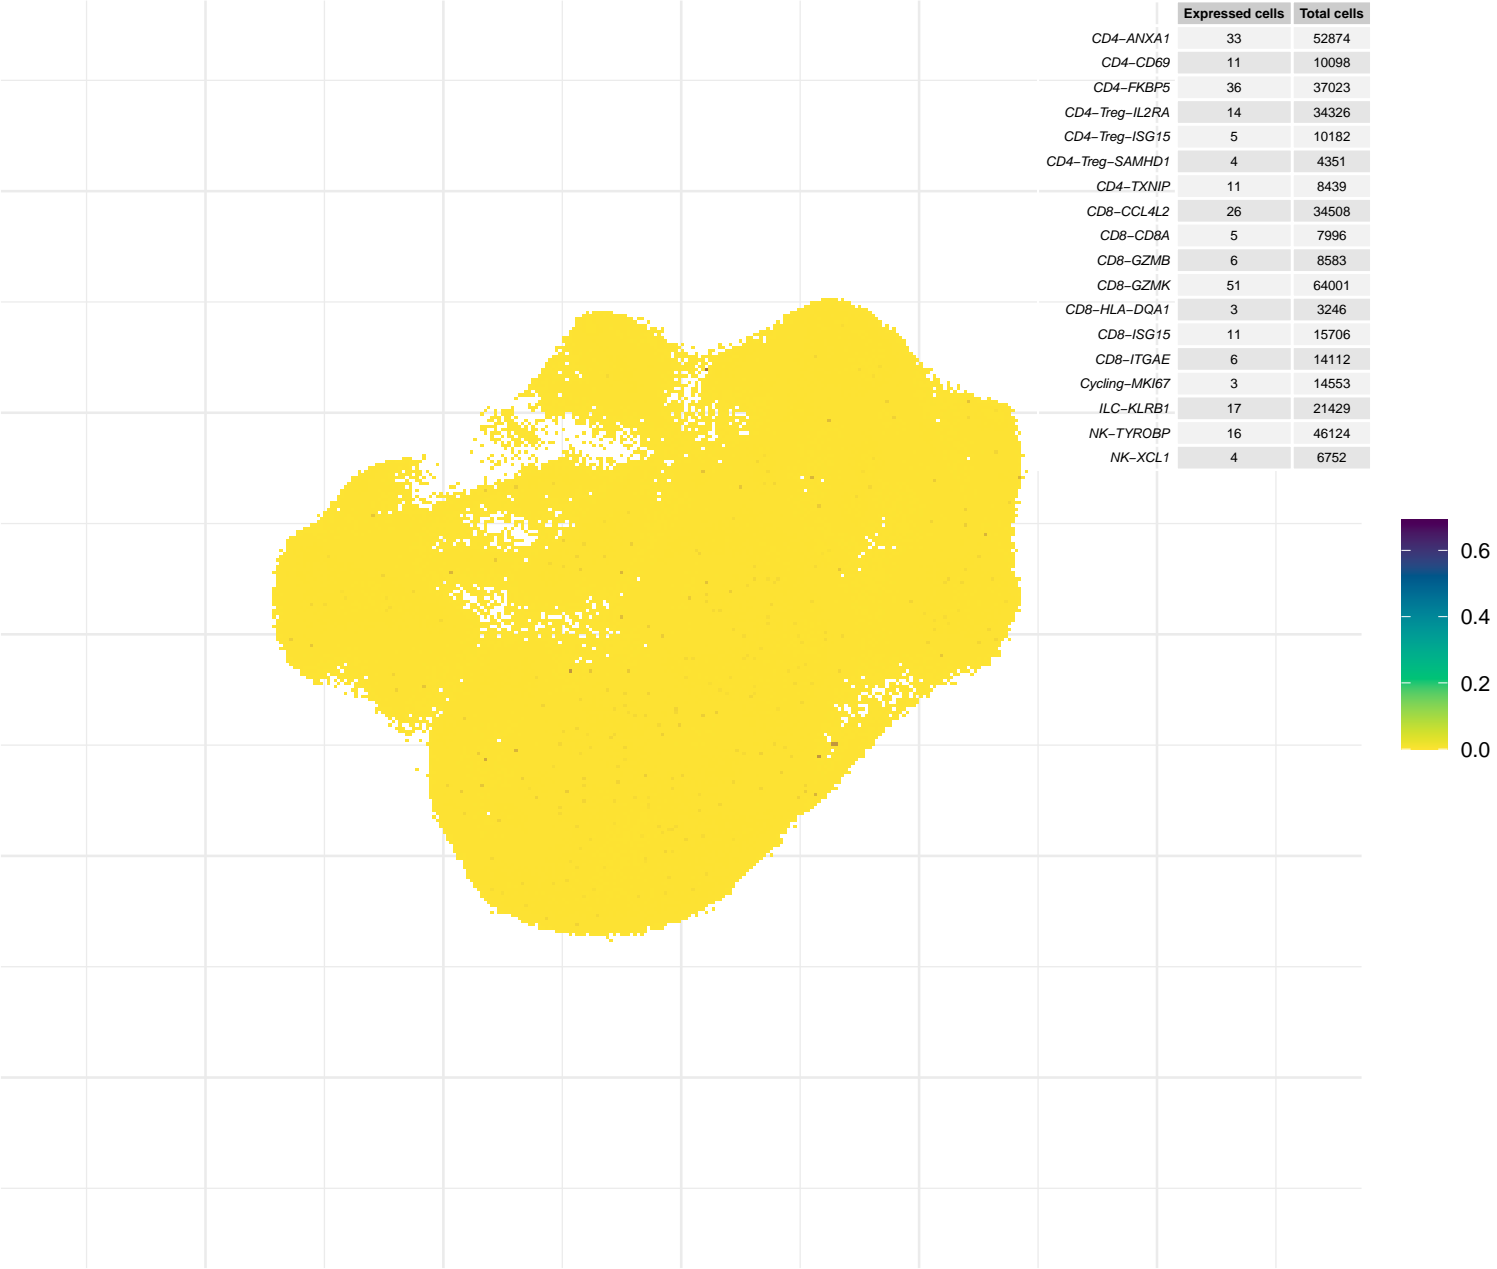 Expressed cells Total cells
CD4−ANXA1 33 52874
CD4−CD69 11 10098
CD4−FKBP5 36 37023
CD4−Treg−IL2RA 14 34326
CD4−Treg−ISG15 5 10182
CD4−Treg−SAMHD1 4 4351
CD4−TXNIP 11 8439
CD8−CCL4L2 26 34508
CD8−CD8A 5 7996
CD8−GZMB 6 8583
CD8−GZMK 51 64001
CD8−HLA−DQA1 3 3246
CD8−ISG15 11 15706
CD8−ITGAE 6 14112
Cycling−MKI67 3 14553
ILC−KLRB1 17 21429
NK−TYROBP 16 46124
NK−XCL1 4 6752
0.6
0.4
0.2
0.0